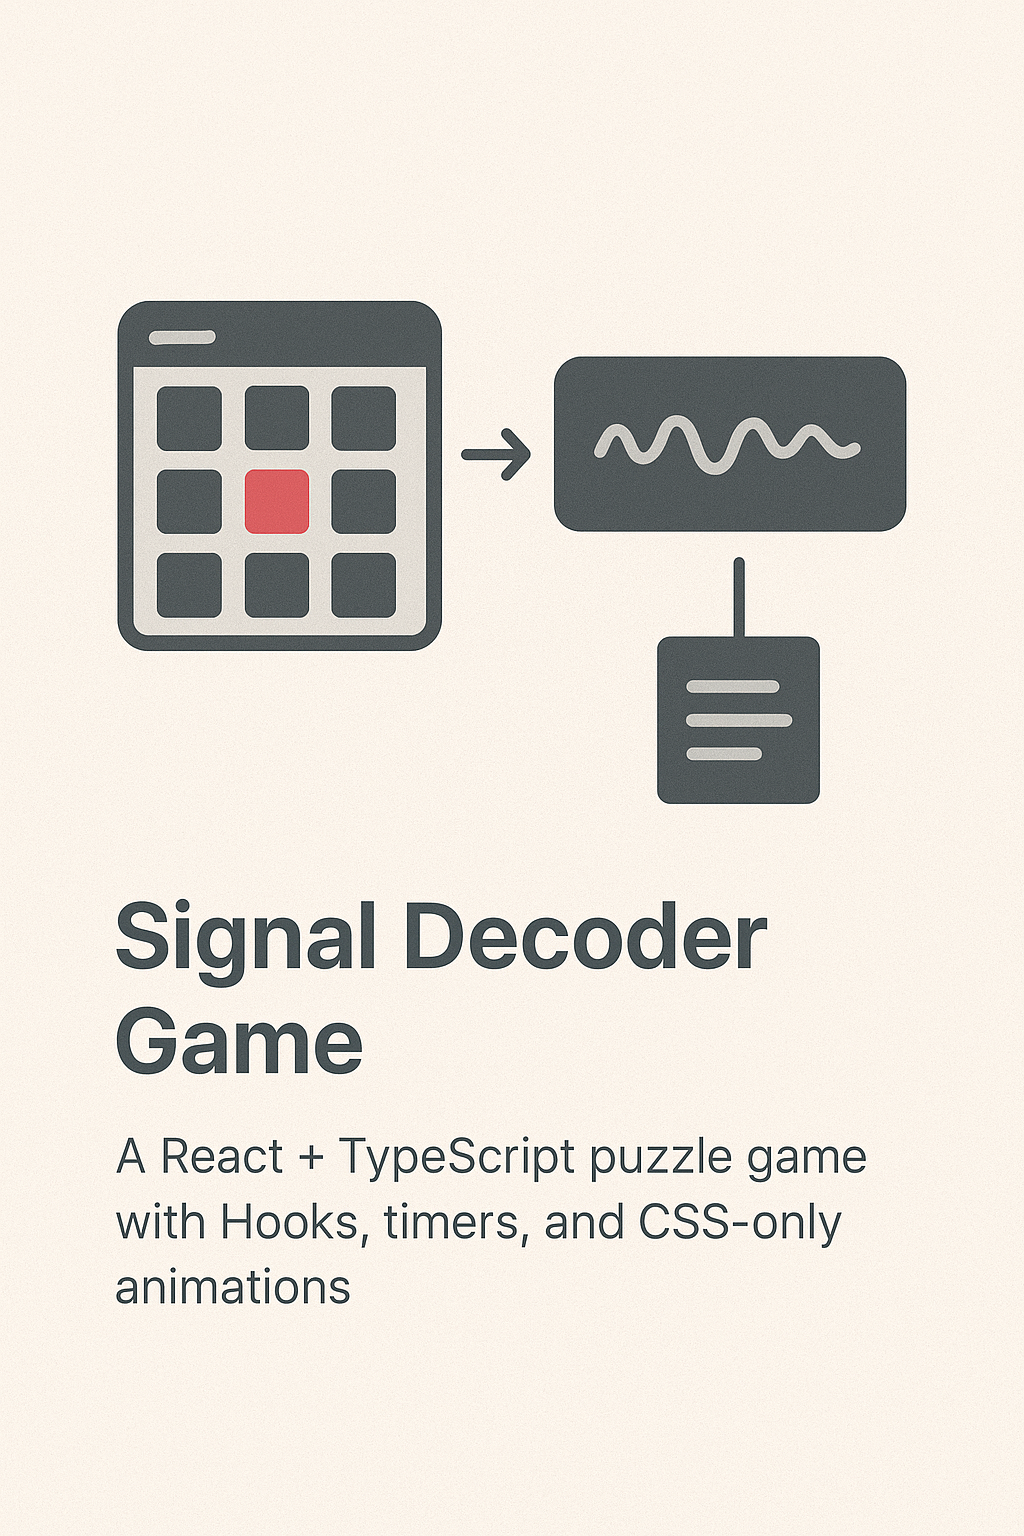 Signal Decoder
Game
A React + TypeScript puzzle game
with Hooks, timers, and CSS-only
animations